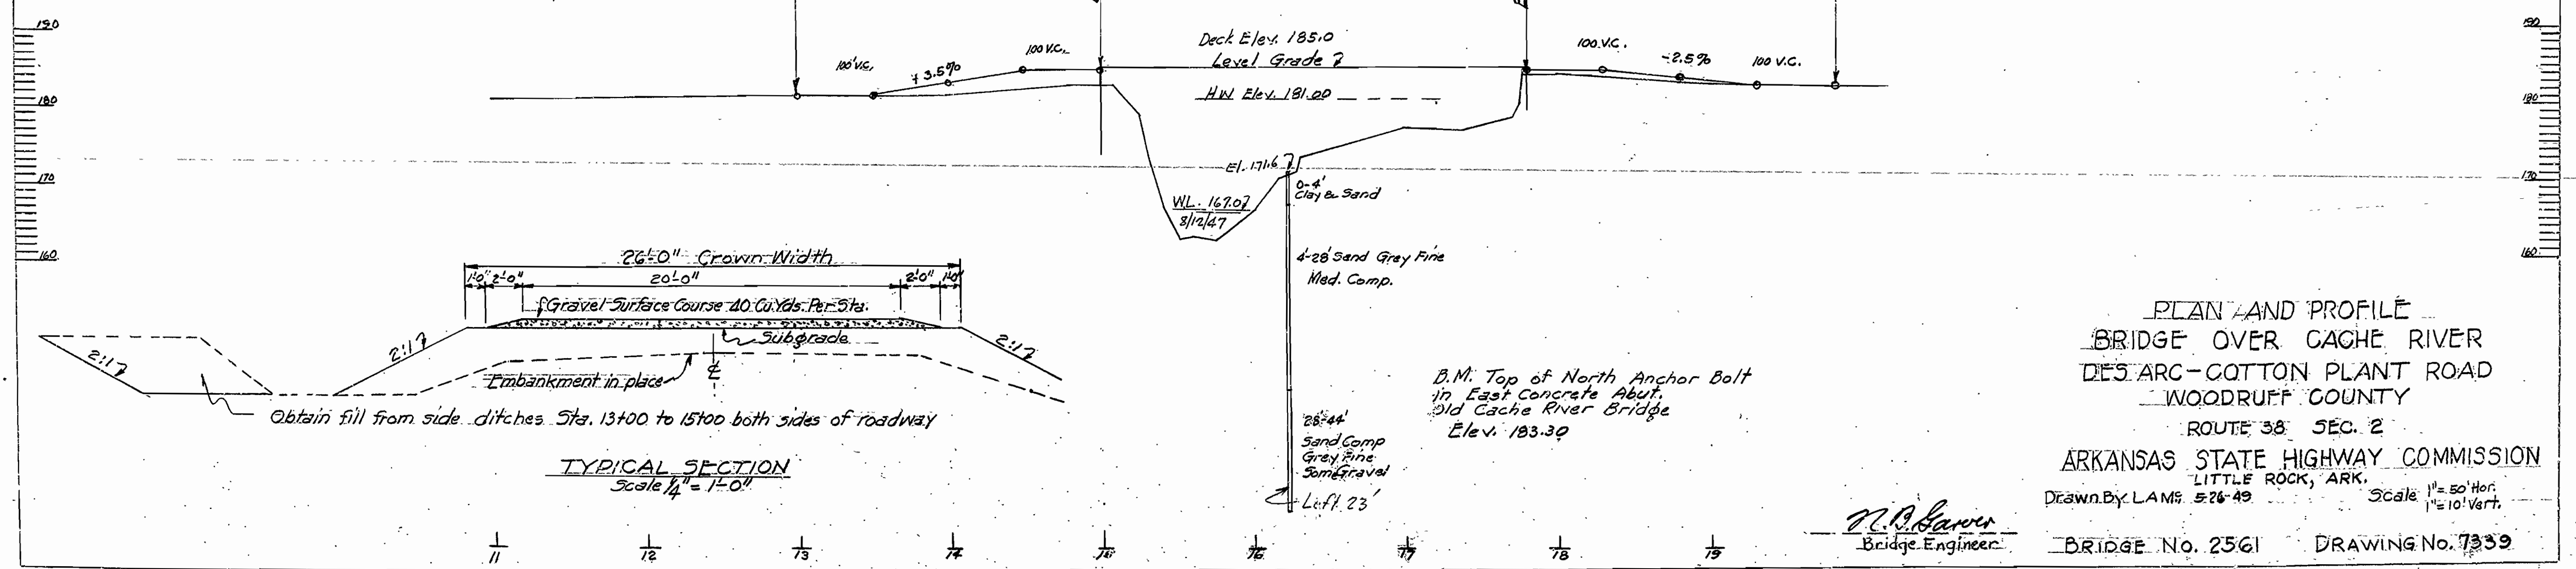 190
190
180
180
170
170
160
160
100' V.C.
+3.5%
100 V.C.
Deck Elev. 185.0
Level Grade
H.W. Elev. 181.00
100 V.C.
-2.5%
100 V.C.
El. 171.6
0-4'
Clay & Sand
W.L. 167.0
8/12/47
4'-28' Sand Grey Fine
Med. Comp.
28'-44'
Sand Comp
Grey Fine
Some Gravel
Left 23'
26'-0" Crown Width
1'-0" 2'-0" 20'-0" 2'-0" 1'-0"
Gravel Surface Course 40 Cu. Yds. Per Sta.
Subgrade
2:1
2:1
2:1
Embankment in place
℄
Obtain fill from side ditches Sta. 13+00 to 15+00 both sides of roadway
TYPICAL SECTION
Scale 1/4" = 1'-0"
B.M. Top of North Anchor Bolt
in East Concrete Abut.
Old Cache River Bridge
Elev. 183.30
11 12 13 14 15 16 17 18 19
N.B. Garver
Bridge Engineer
PLAN AND PROFILE
BRIDGE OVER CACHE RIVER
DES ARC-COTTON PLANT ROAD
WOODRUFF COUNTY
ROUTE 38 SEC. 2
ARKANSAS STATE HIGHWAY COMMISSION
LITTLE ROCK, ARK.
Drawn By L.A.M.S. 5-26-49
Scale 1" = 50' Hor.
1" = 10' Vert.
BRIDGE No. 2561 DRAWING No. 7339